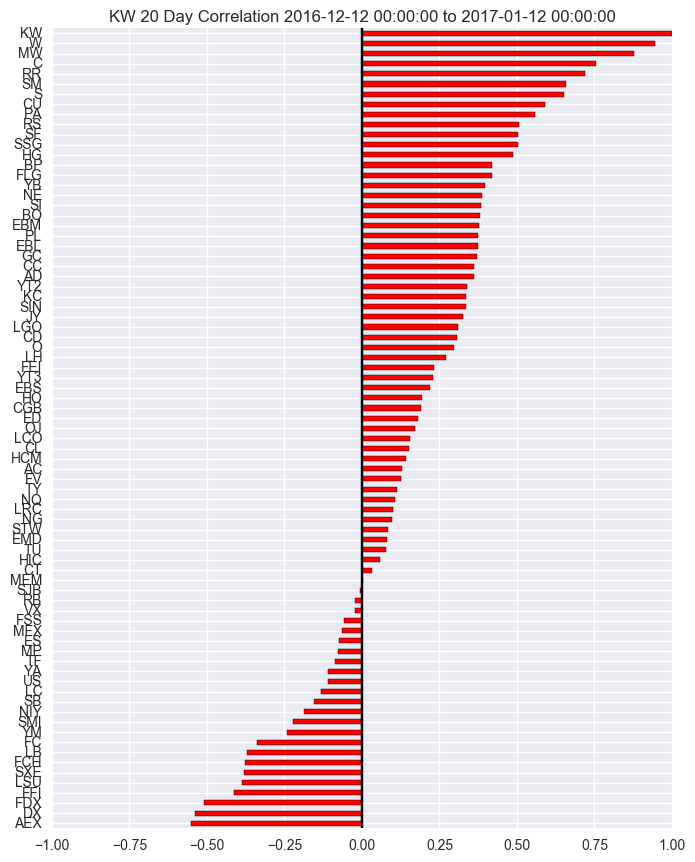 KW 20 Day Correlation 2016-12-12 00:00:00 to 2017-01-12 00:00:00
KW
W
MW
C
RR
SM
S
CU
PA
RS
SF
SSG
HG
BP
FLG
YB
NE
SI
BO
EBM
PL
EBL
GC
CC
AD
YT2
KC
SIN
JY
LGO
CD
O
LH
YT3
EBS
HO
CGB
ED
OJ
LCO
CL
HCM
AC
EV
TY
NQ
LRC
NG
STW
EMD
TU
HIC
CT
MEM
SJB
RB
VX
FSS
MFX
ES
MP
TF
YA
US
LC
SB
NIY
SMI
YM
FC
LB
FCH
SXF
LSU
FFI
FDX
DX
AEX
−1.00 −0.75 −0.50 −0.25 0.00 0.25 0.50 0.75 1.00